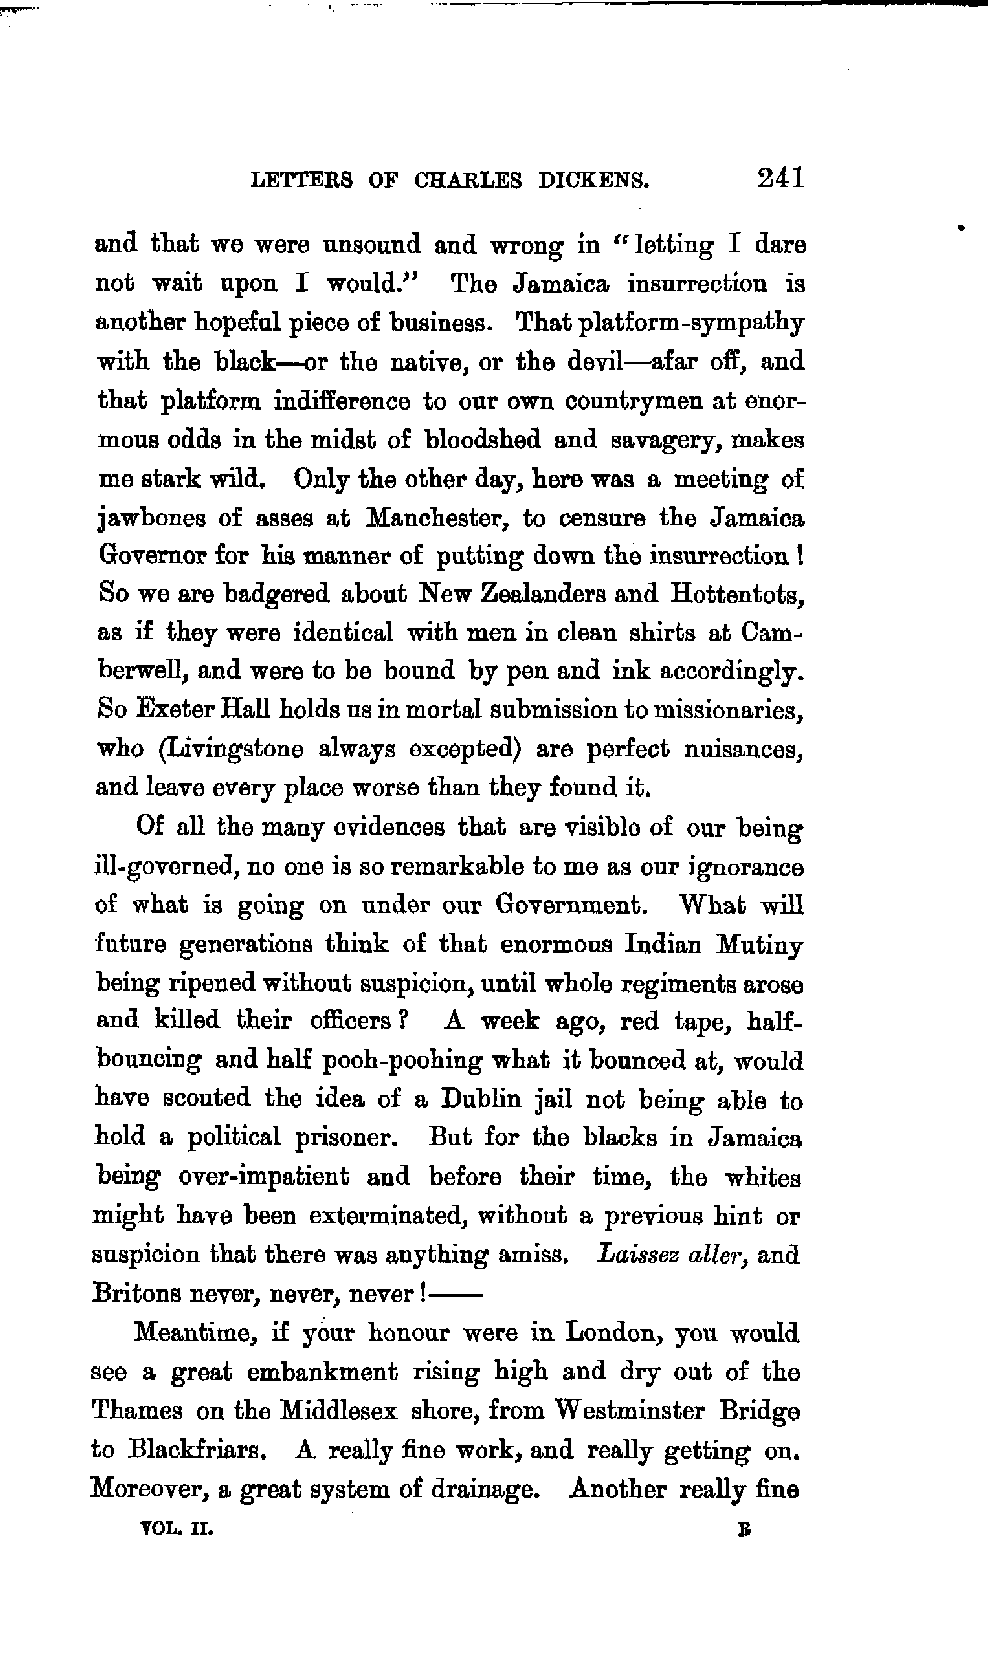 LETTERS OF CHARLES DICKENS. 241
and that we were unsound and wrong in “letting I dare
not wait upon I would.” The Jamaica insurrection is
another hopeful piece of business. That platform-sympathy
with the black—or the native, or the devil—afar off, and
that platform indifference to our own countrymen at enor-
mous odds in the midst of bloodshed and savagery, makes
me stark wild. Only the other day, here was a meeting of
jawbones of asses at Manchester, to censure the Jamaica
Governor for his manner of putting down the insurrection!
So we are badgered about New Zealanders and Hottentots,
as if they were identical with men in clean shirts at Cam-
berwell, and were to be bound by pen and ink accordingly.
So Exeter Hall holds us in mortal submission to missionaries,
who (Livingstone always excepted) are perfect nuisances,
and leave every place worse than they found it.
Of all the many evidences that are visible of our being
ill-governed, no one is so remarkable to me as our ignorance
of what is going on under our Government. What will
future generations think of that enormous Indian Mutiny
being ripened without suspicion, until whole regiments arose
and killed their officers? A week ago, red tape, half-
bouncing and half pooh-poohing what it bounced at, would
have scouted the idea of a Dublin jail not being able to
hold a political prisoner. But for the blacks in Jamaica
being over-impatient and before their time, the whites
might have been exterminated, without a previous hint or
suspicion that there was anything amiss. Laissez aller, and
Britons never, never, never!——
Meantime, if your honour were in London, you would
see a great embankment rising high and dry out of the
Thames on the Middlesex shore, from Westminster Bridge
to Blackfriars. A really fine work, and really getting on.
Moreover, a great system of drainage. Another really fine
VOL. II. R